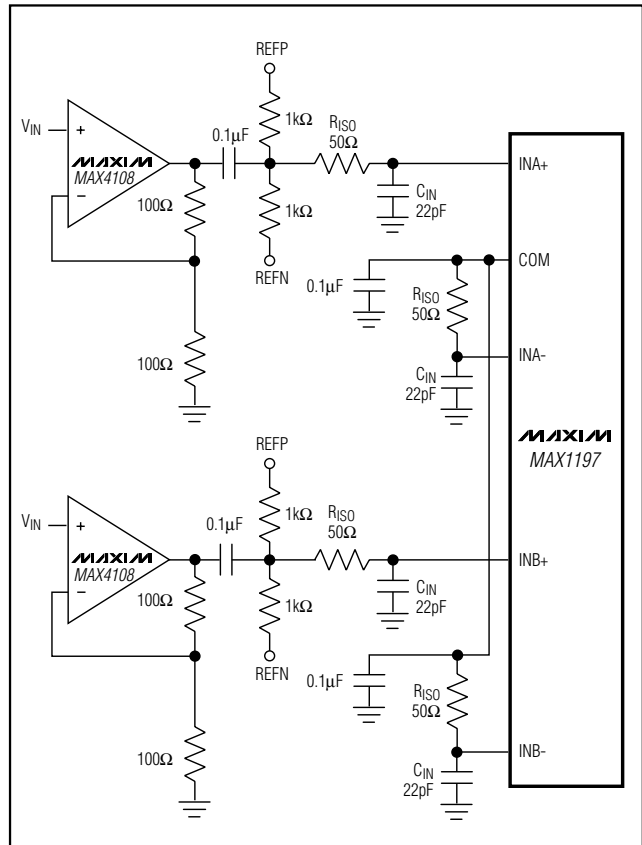 REFP
V_IN
+
MAXIM
MAX4108
−
0.1µF
1kΩ
1kΩ
REFN
R_ISO
50Ω
C_IN
22pF
INA+
100Ω
100Ω
COM
0.1µF
R_ISO
50Ω
INA-
C_IN
22pF
MAXIM
MAX1197
REFP
V_IN
+
MAXIM
MAX4108
−
0.1µF
1kΩ
1kΩ
REFN
R_ISO
50Ω
C_IN
22pF
INB+
100Ω
100Ω
0.1µF
R_ISO
50Ω
INB-
C_IN
22pF